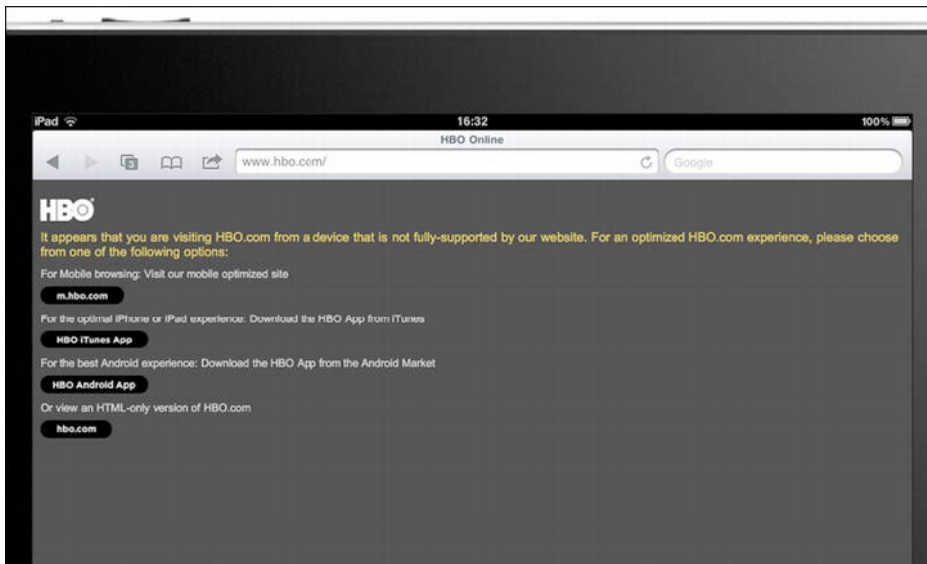 iPad
16:32
100%
HBO Online
3
www.hbo.com/
Google
HBO
It appears that you are visiting HBO.com from a device that is not fully-supported by our website. For an optimized HBO.com experience, please choose
from one of the following options:
For Mobile browsing: Visit our mobile optimized site
m.hbo.com
For the optimal iPhone or iPad experience: Download the HBO App from iTunes
HBO iTunes App
For the best Android experience: Download the HBO App from the Android Market
HBO Android App
Or view an HTML-only version of HBO.com
hbo.com